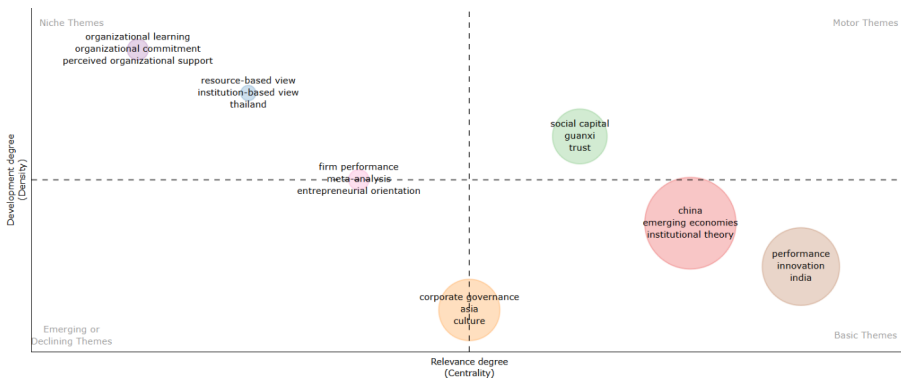 Niche Themes
Motor Themes
organizational learning
organizational commitment
perceived organizational support
resource-based view
institution-based view
thailand
social capital
guanxi
trust
firm performance
meta-analysis
entrepreneurial orientation
china
emerging economies
institutional theory
performance
innovation
india
corporate governance
asia
culture
Emerging or
Declining Themes
Basic Themes
Development degree
(Density)
Relevance degree
(Centrality)